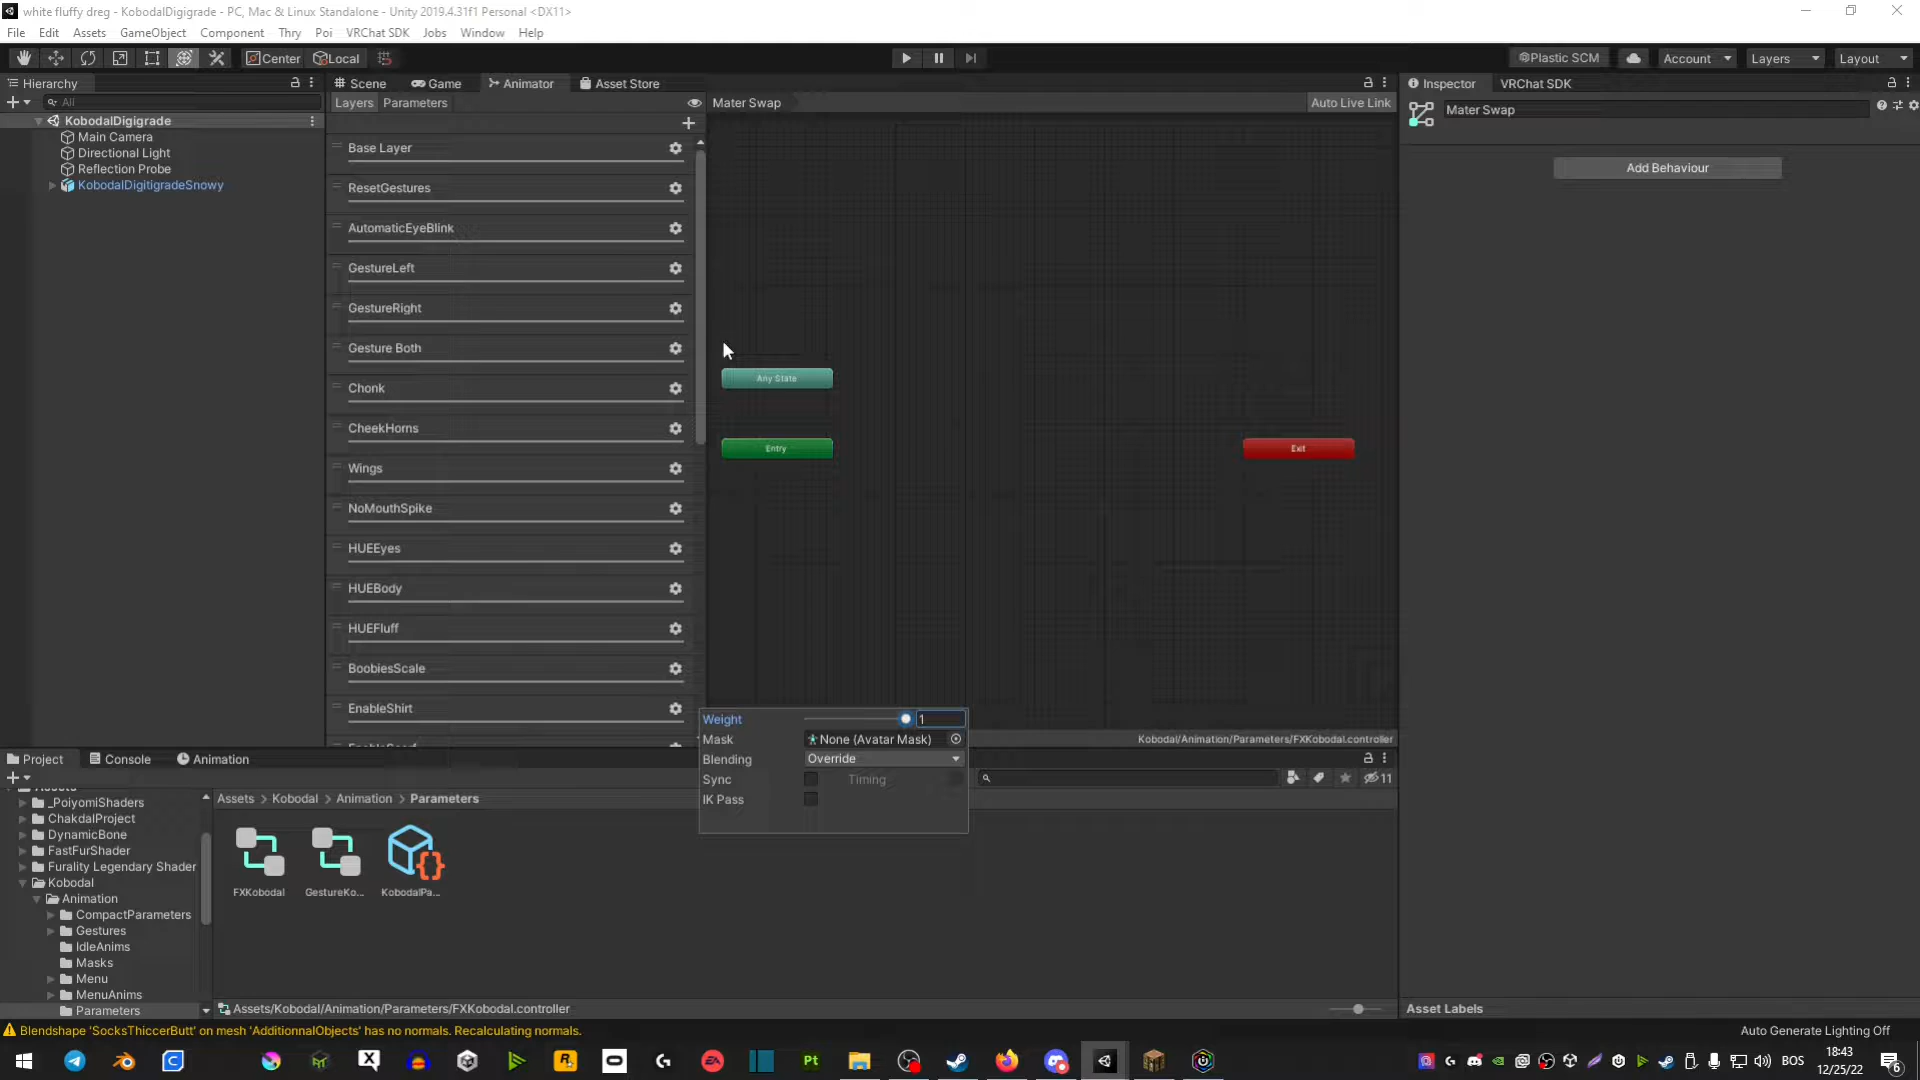 white fluffy dreg - KobodalDigigrade - PC, Mac & Linux Standalone - Unity 2019.4.31f1 Personal <DX11>
File Edit Assets GameObject Component Thry Poi VRChat SDK Jobs Window Help
Center Local Plastic SCM Account Layers Layout
Hierarchy Scene Game Animator Asset Store Inspector VRChat SDK
All Layers Parameters Mater Swap Auto Live Link Mater Swap
KobodalDigigrade
Main Camera
Directional Light
Reflection Probe
KobodalDigitigradeSnowy
Base Layer
ResetGestures
AutomaticEyeBlink
GestureLeft
GestureRight
Gesture Both
Chonk
CheekHorns
Wings
NoMouthSpike
HUEEyes
HUEBody
HUEFluff
BoobiesScale
EnableShirt
Any State
Entry
Exit
Add Behaviour
Weight 1
Mask None (Avatar Mask)
Blending Override
Sync Timing
IK Pass
Kobodal/Animation/Parameters/FXKobodal.controller
Project Console Animation
11
Assets > Kobodal > Animation > Parameters
_PoiyomiShaders
ChakdalProject
DynamicBone
FastFurShader
Furality Legendary Shader
Kobodal
Animation
CompactParameters
Gestures
IdleAnims
Masks
Menu
MenuAnims
Parameters
FXKobodal GestureKo... KobodalPa...
Assets/Kobodal/Animation/Parameters/FXKobodal.controller
Asset Labels
Blendshape 'SocksThiccerButt' on mesh 'AdditionnalObjects' has no normals. Recalculating normals.
Auto Generate Lighting Off
BOS
18:43
12/25/22
6